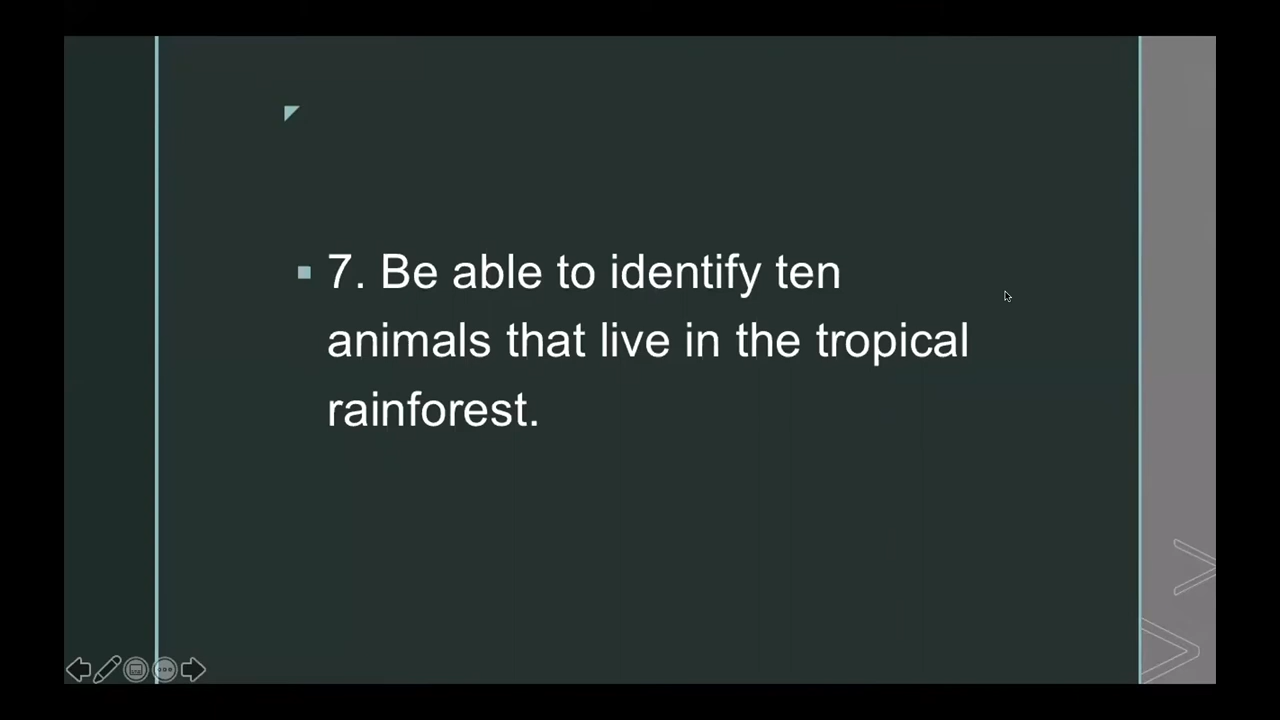 7. Be able to identify ten
animals that live in the tropical
rainforest.